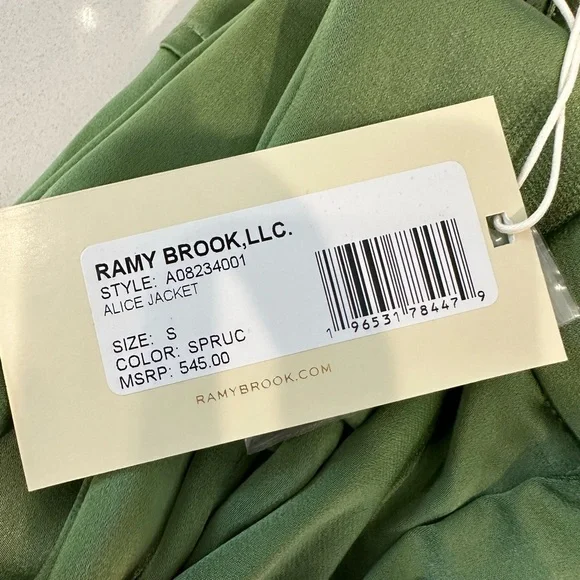 RAMY BROOK,LLC.
STYLE: A08234001
ALICE JACKET
SIZE: S
COLOR: SPRUC
MSRP: 545.00
1 96531 78447 9
RAMYBROOK.COM